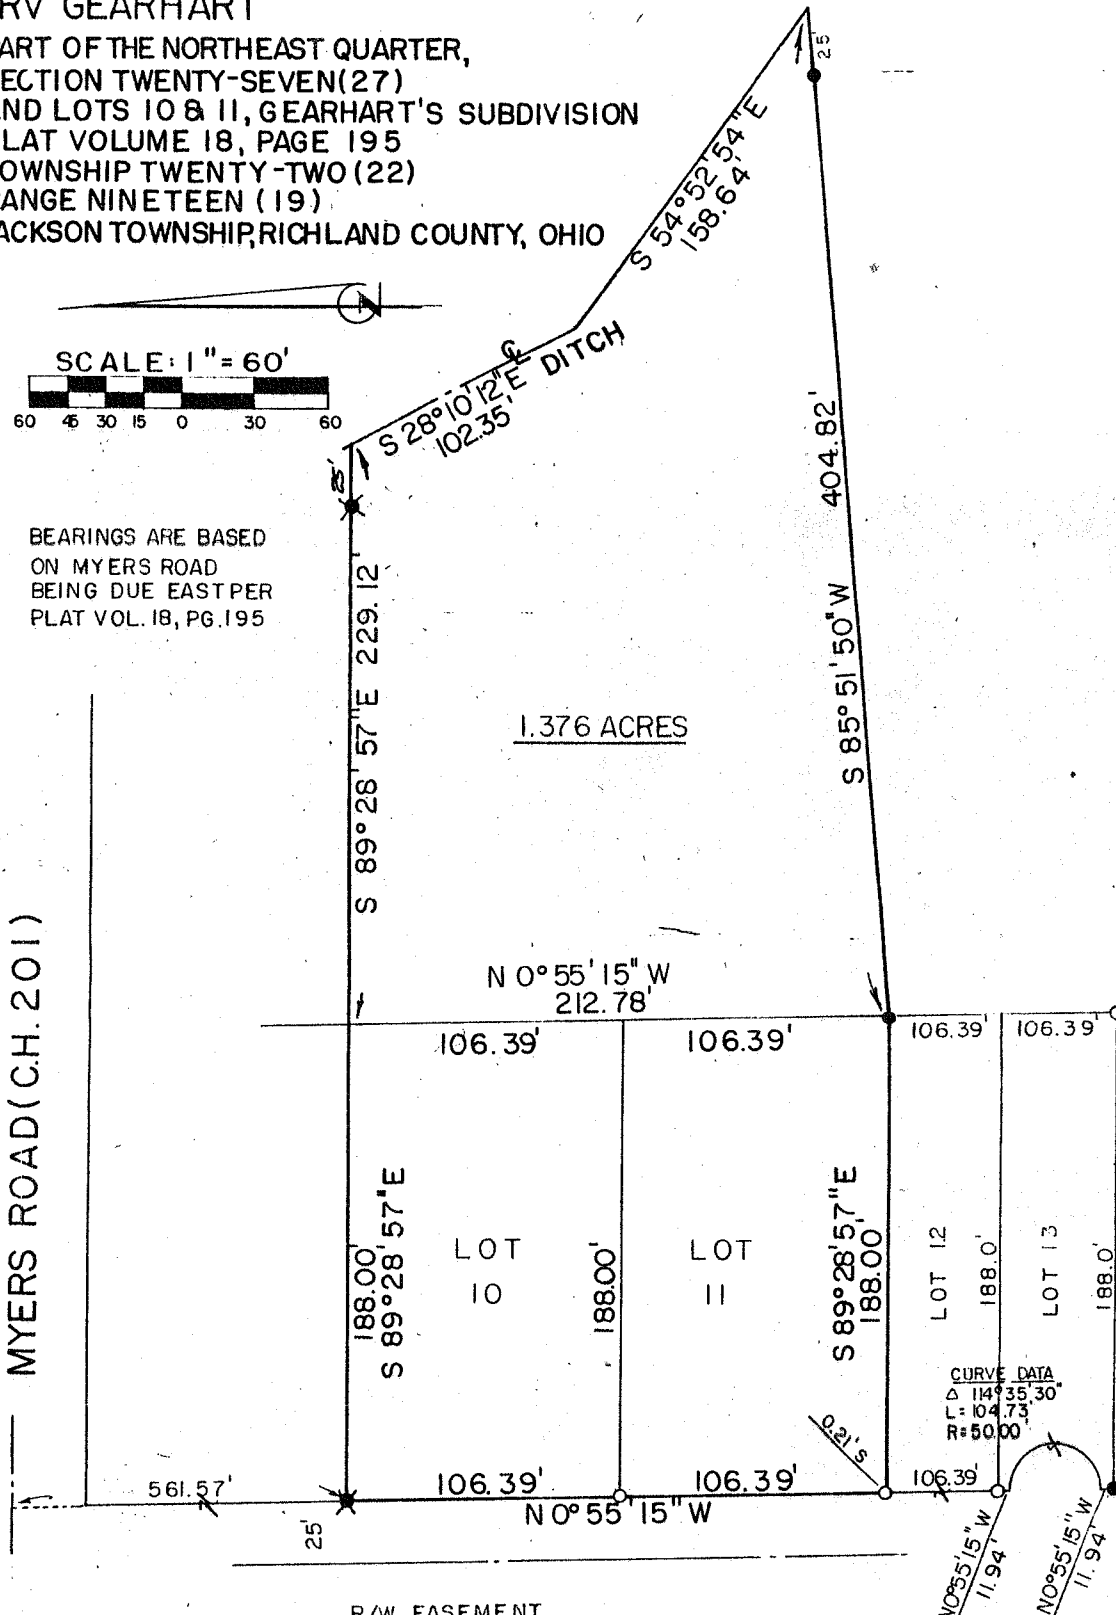 RV GEARHART
ART OF THE NORTHEAST QUARTER,
ECTION TWENTY-SEVEN(27)
ND LOTS 10 & 11, GEARHART'S SUBDIVISION
LAT VOLUME 18, PAGE 195
OWNSHIP TWENTY-TWO (22)
ANGE NINETEEN (19)
ACKSON TOWNSHIP, RICHLAND COUNTY, OHIO
N
SCALE: 1" = 60'
60 45 30 15 0 30 60
BEARINGS ARE BASED
ON MYERS ROAD
BEING DUE EAST PER
PLAT VOL. 18, PG. 195
25'
S 54°52'54" E
158.64'
℄ DITCH
S 28°10'12" E
102.35'
25'
404.82'
S 85°51'50" W
S 89°28'57" E 229.12'
1.376 ACRES
N 0°55'15" W
212.78'
106.39'
106.39'
106.39'
106.39'
MYERS ROAD (C.H. 201)
188.00'
S 89°28'57" E
LOT
10
188.00'
LOT
11
S 89°28'57" E
188.00'
LOT 12
188.0'
LOT 13
188.0'
CURVE DATA
Δ 114°35'30"
L = 104.73'
R = 50.00'
0.21' S
561.57'
106.39'
106.39'
106.39'
N 0°55'15" W
25'
N0°55'15" W
11.94'
N0°55'15" W
11.94'
R/W EASEMENT